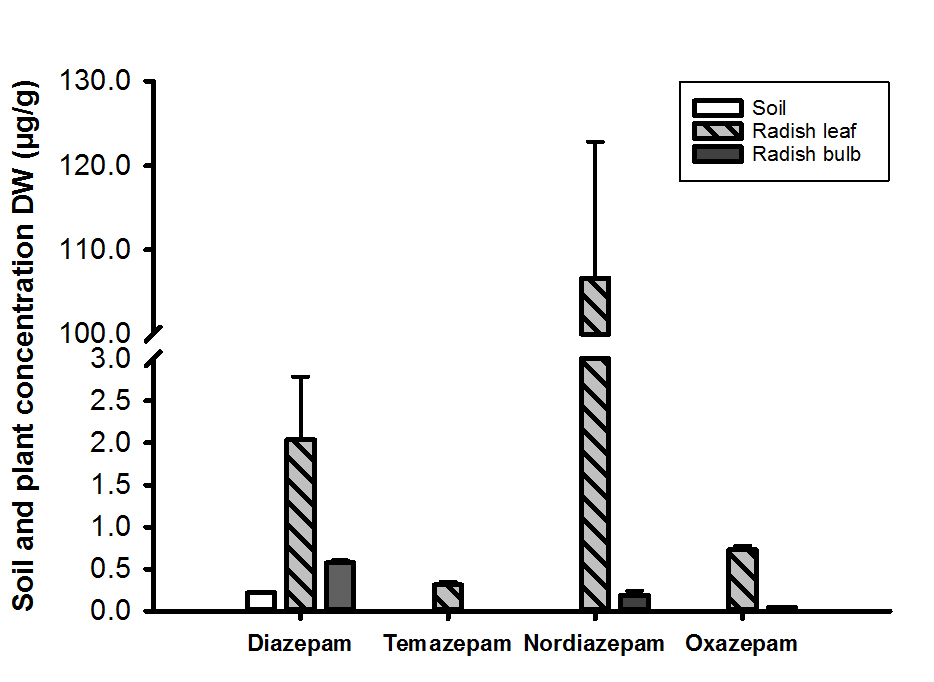 Soil and plant concentration DW (µg/g)
130.0
120.0
110.0
100.0
3.0
2.5
2.0
1.5
1.0
0.5
0.0
Soil
Radish leaf
Radish bulb
Diazepam Temazepam Nordiazepam Oxazepam